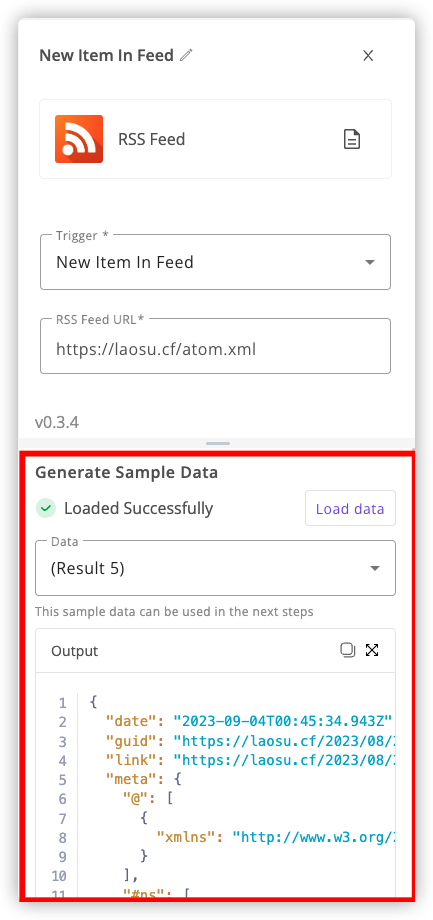 New Item In Feed
RSS Feed
Trigger *
New Item In Feed
RSS Feed URL*
https://laosu.cf/atom.xml
v0.3.4
Generate Sample Data
Loaded Successfully
Load data
Data
(Result 5)
This sample data can be used in the next steps
Output
1 {
2 "date": "2023-09-04T00:45:34.943Z"
3 "guid": "https://laosu.cf/2023/08/
4 "link": "https://laosu.cf/2023/08/
5 "meta": {
6 "@": [
7 {
8 "xmlns": "http://www.w3.org/
9 }
10 ],
11 "#ns": [